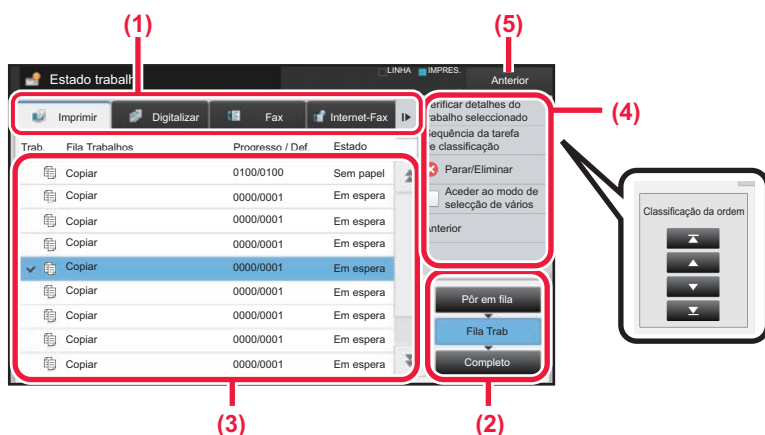 (1)
(5)
Estado trabalh
LINHA
IMPRES.
Anterior
Imprimir
Digitalizar
Fax
Internet-Fax
Trab.
Fila Trabalhos
Progresso / Def.
Estado
Copiar 0100/0100 Sem papel
Copiar 0000/0001 Em espera
Copiar 0000/0001 Em espera
Copiar 0000/0001 Em espera
Copiar 0000/0001 Em espera
Copiar 0000/0001 Em espera
Copiar 0000/0001 Em espera
Copiar 0000/0001 Em espera
Copiar 0000/0001 Em espera
erificar detalhes do
rabalho seleccionado
equência da tarefa
e classificação
Parar/Eliminar
Aceder ao modo de
selecção de vários
nterior
(4)
Pôr em fila
Fila Trab
Completo
Classificação da ordem
(3)
(2)